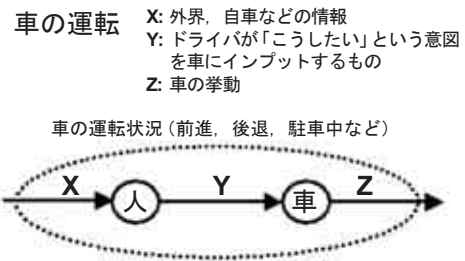 車の運転
X: 外界，自車などの情報
Y: ドライバが「こうしたい」という意図
を車にインプットするもの
Z: 車の挙動
車の運転状況（前進，後退，駐車中など）
X
人
Y
車
Z